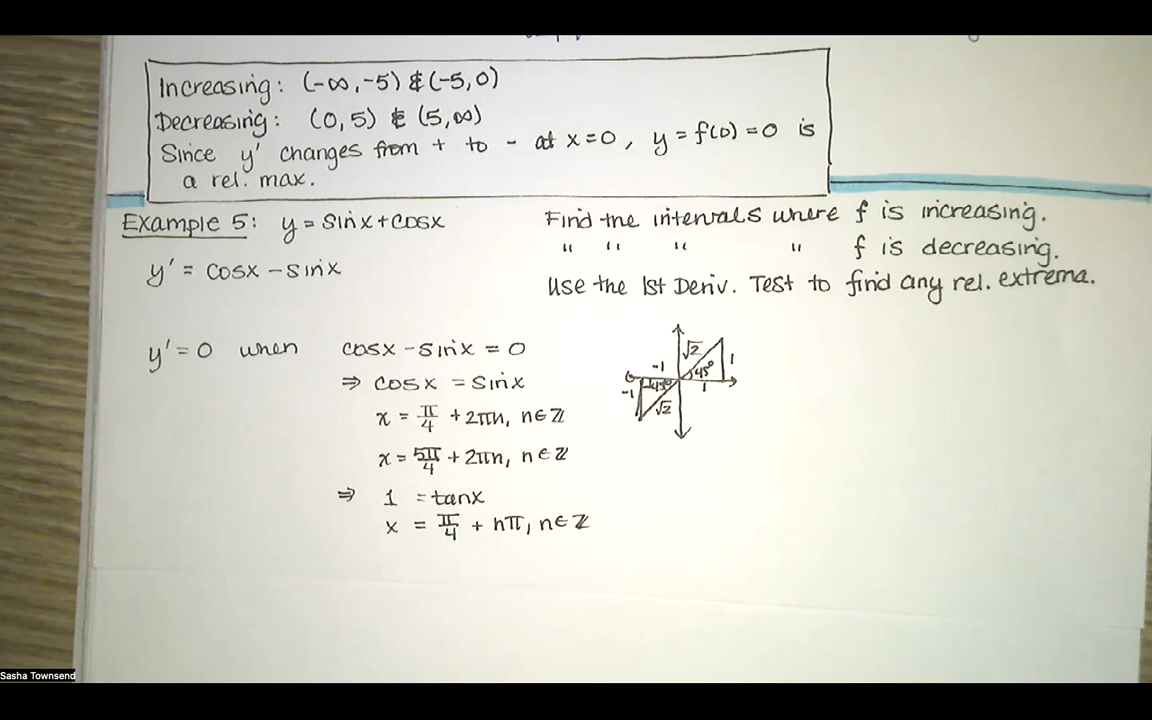 Increasing: (-∞, -5) & (-5, 0)
Decreasing: (0, 5) & (5, ∞)
Since y' changes from + to - at x=0, y = f(0) = 0 is
a rel. max.
Example 5: y = sinx + cosx
Find the intervals where f is increasing.
" " " " f is decreasing.
y' = cosx - sinx
Use the 1st Deriv. Test to find any rel. extrema.
y' = 0 when cosx - sinx = 0
⇒ cosx = sinx
x = π/4 + 2πn, n∈ℤ
x = 5π/4 + 2πn, n∈ℤ
⇒ 1 = tanx
x = π/4 + nπ, n∈ℤ
√2
1
45°
1
-1
-1
45°
√2
Sasha Townsend